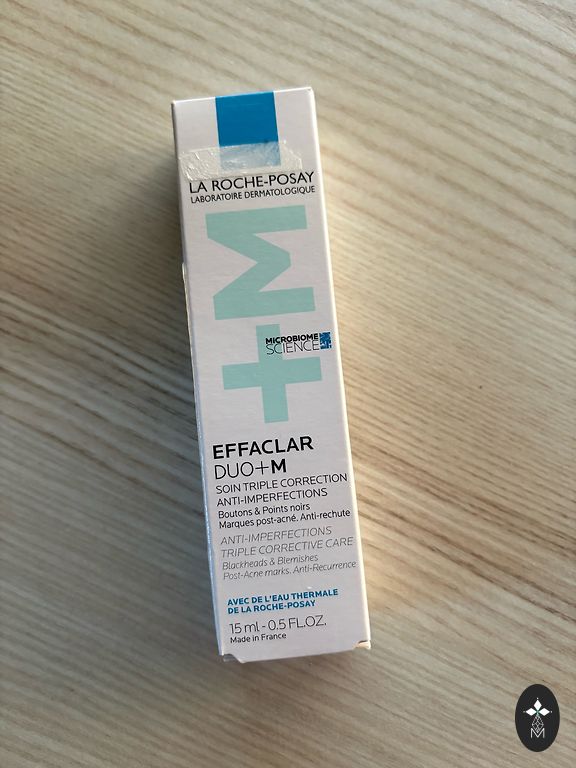 LA ROCHE-POSAY
LABORATOIRE DERMATOLOGIQUE
+M
MICROBIOME
SCIENCE
EFFACLAR
DUO+M
SOIN TRIPLE CORRECTION
ANTI-IMPERFECTIONS
Boutons & Points noirs
Marques post-acné. Anti-rechute
ANTI-IMPERFECTIONS
TRIPLE CORRECTIVE CARE
Blackheads & Blemishes
Post-Acne marks. Anti-Recurrence
AVEC DE L'EAU THERMALE
DE LA ROCHE-POSAY
15 ml - 0.5 FL.OZ.
Made in France
M